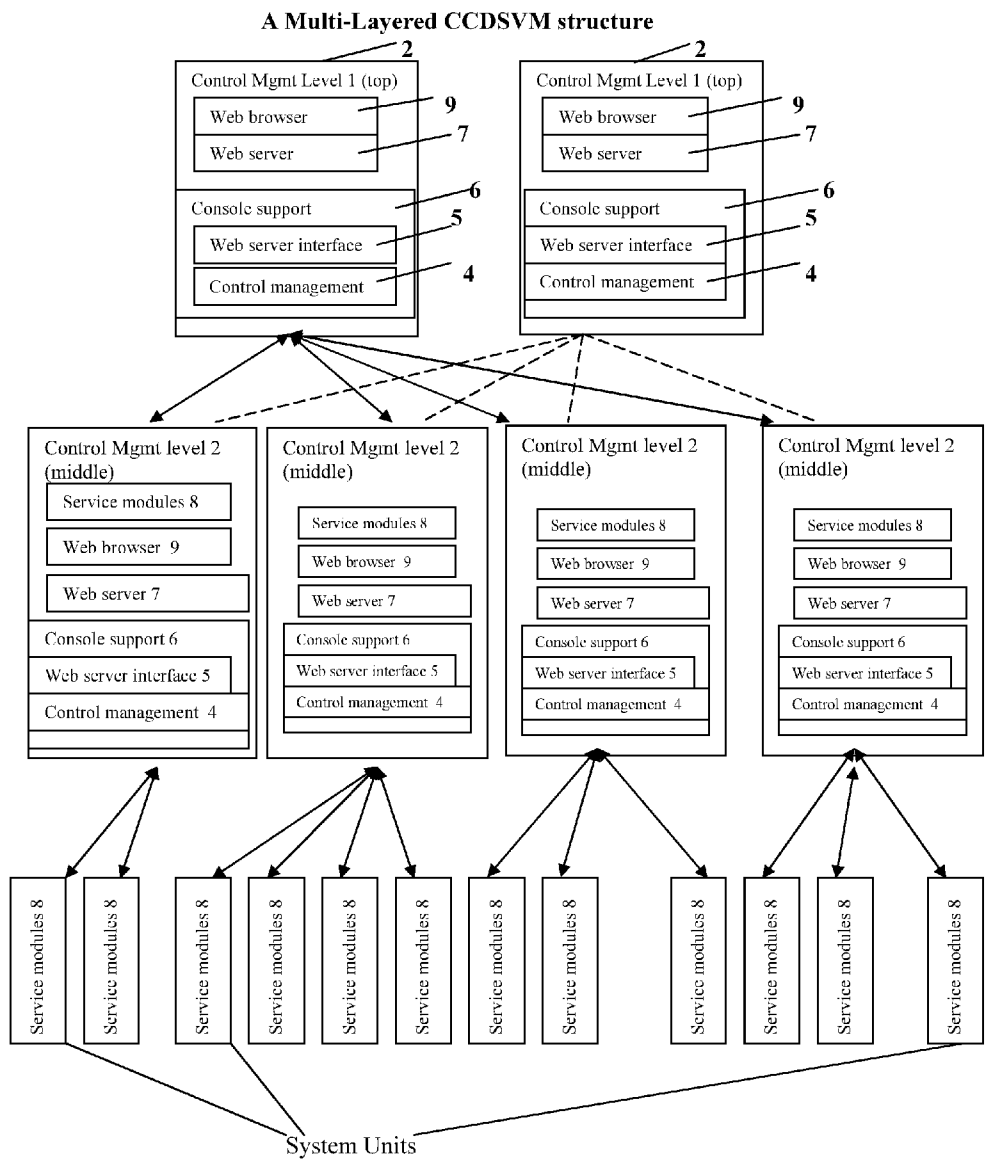 A Multi-Layered CCDSVM structure
2
Control Mgmt Level 1 (top)
Web browser
9
Web server
7
Console support
6
Web server interface
5
Control management
4
2
Control Mgmt Level 1 (top)
Web browser
9
Web server
7
Console support
6
Web server interface
5
Control management
4
Control Mgmt level 2
(middle)
Service modules 8
Web browser 9
Web server 7
Console support 6
Web server interface 5
Control management 4
Control Mgmt level 2
(middle)
Service modules 8
Web browser 9
Web server 7
Console support 6
Web server interface 5
Control management 4
Control Mgmt level 2
(middle)
Service modules 8
Web browser 9
Web server 7
Console support 6
Web server interface 5
Control management 4
Control Mgmt level 2
(middle)
Service modules 8
Web browser 9
Web server 7
Console support 6
Web server interface 5
Control management 4
Service modules 8
Service modules 8
Service modules 8
Service modules 8
Service modules 8
Service modules 8
Service modules 8
Service modules 8
Service modules 8
Service modules 8
Service modules 8
Service modules 8
System Units